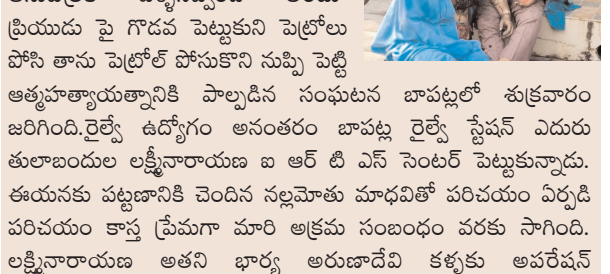 ప్రియుడు పై గొడవ పెట్టుకుని పెట్రోలు
పోసి తాను పెట్రోల్ పోసుకొని నుప్పి పెట్టి
ఆత్మహత్యాయత్నానికి పాల్పడిన సంఘటన బాపట్లలో శుక్రవారం
జరిగింది.రైల్వే ఉద్యోగం అనంతరం బాపట్ల రైల్వే స్టేషన్ ఎదురు
తులాబందుల లక్ష్మీనారాయణ ఐ ఆర్ టి ఎస్ సెంటర్ పెట్టుకున్నాడు.
ఈయనకు పట్టణానికి చెందిన నల్లమోతు మాధవితో పరిచయం ఏర్పడి
పరిచయం కాస్త ప్రేమగా మారి అక్రమ సంబంధం వరకు సాగింది.
లక్ష్మినారాయణ అతని భార్య అరుణాదేవి కళ్ళకు అపరేషన్